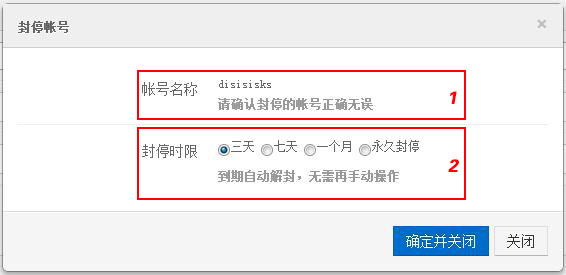 封停帐号 ×
帐号名称 disisisks
请确认封停的帐号正确无误 1
封停时限 三天 七天 一个月 永久封停
到期自动解封，无需再手动操作 2
确定并关闭 关闭